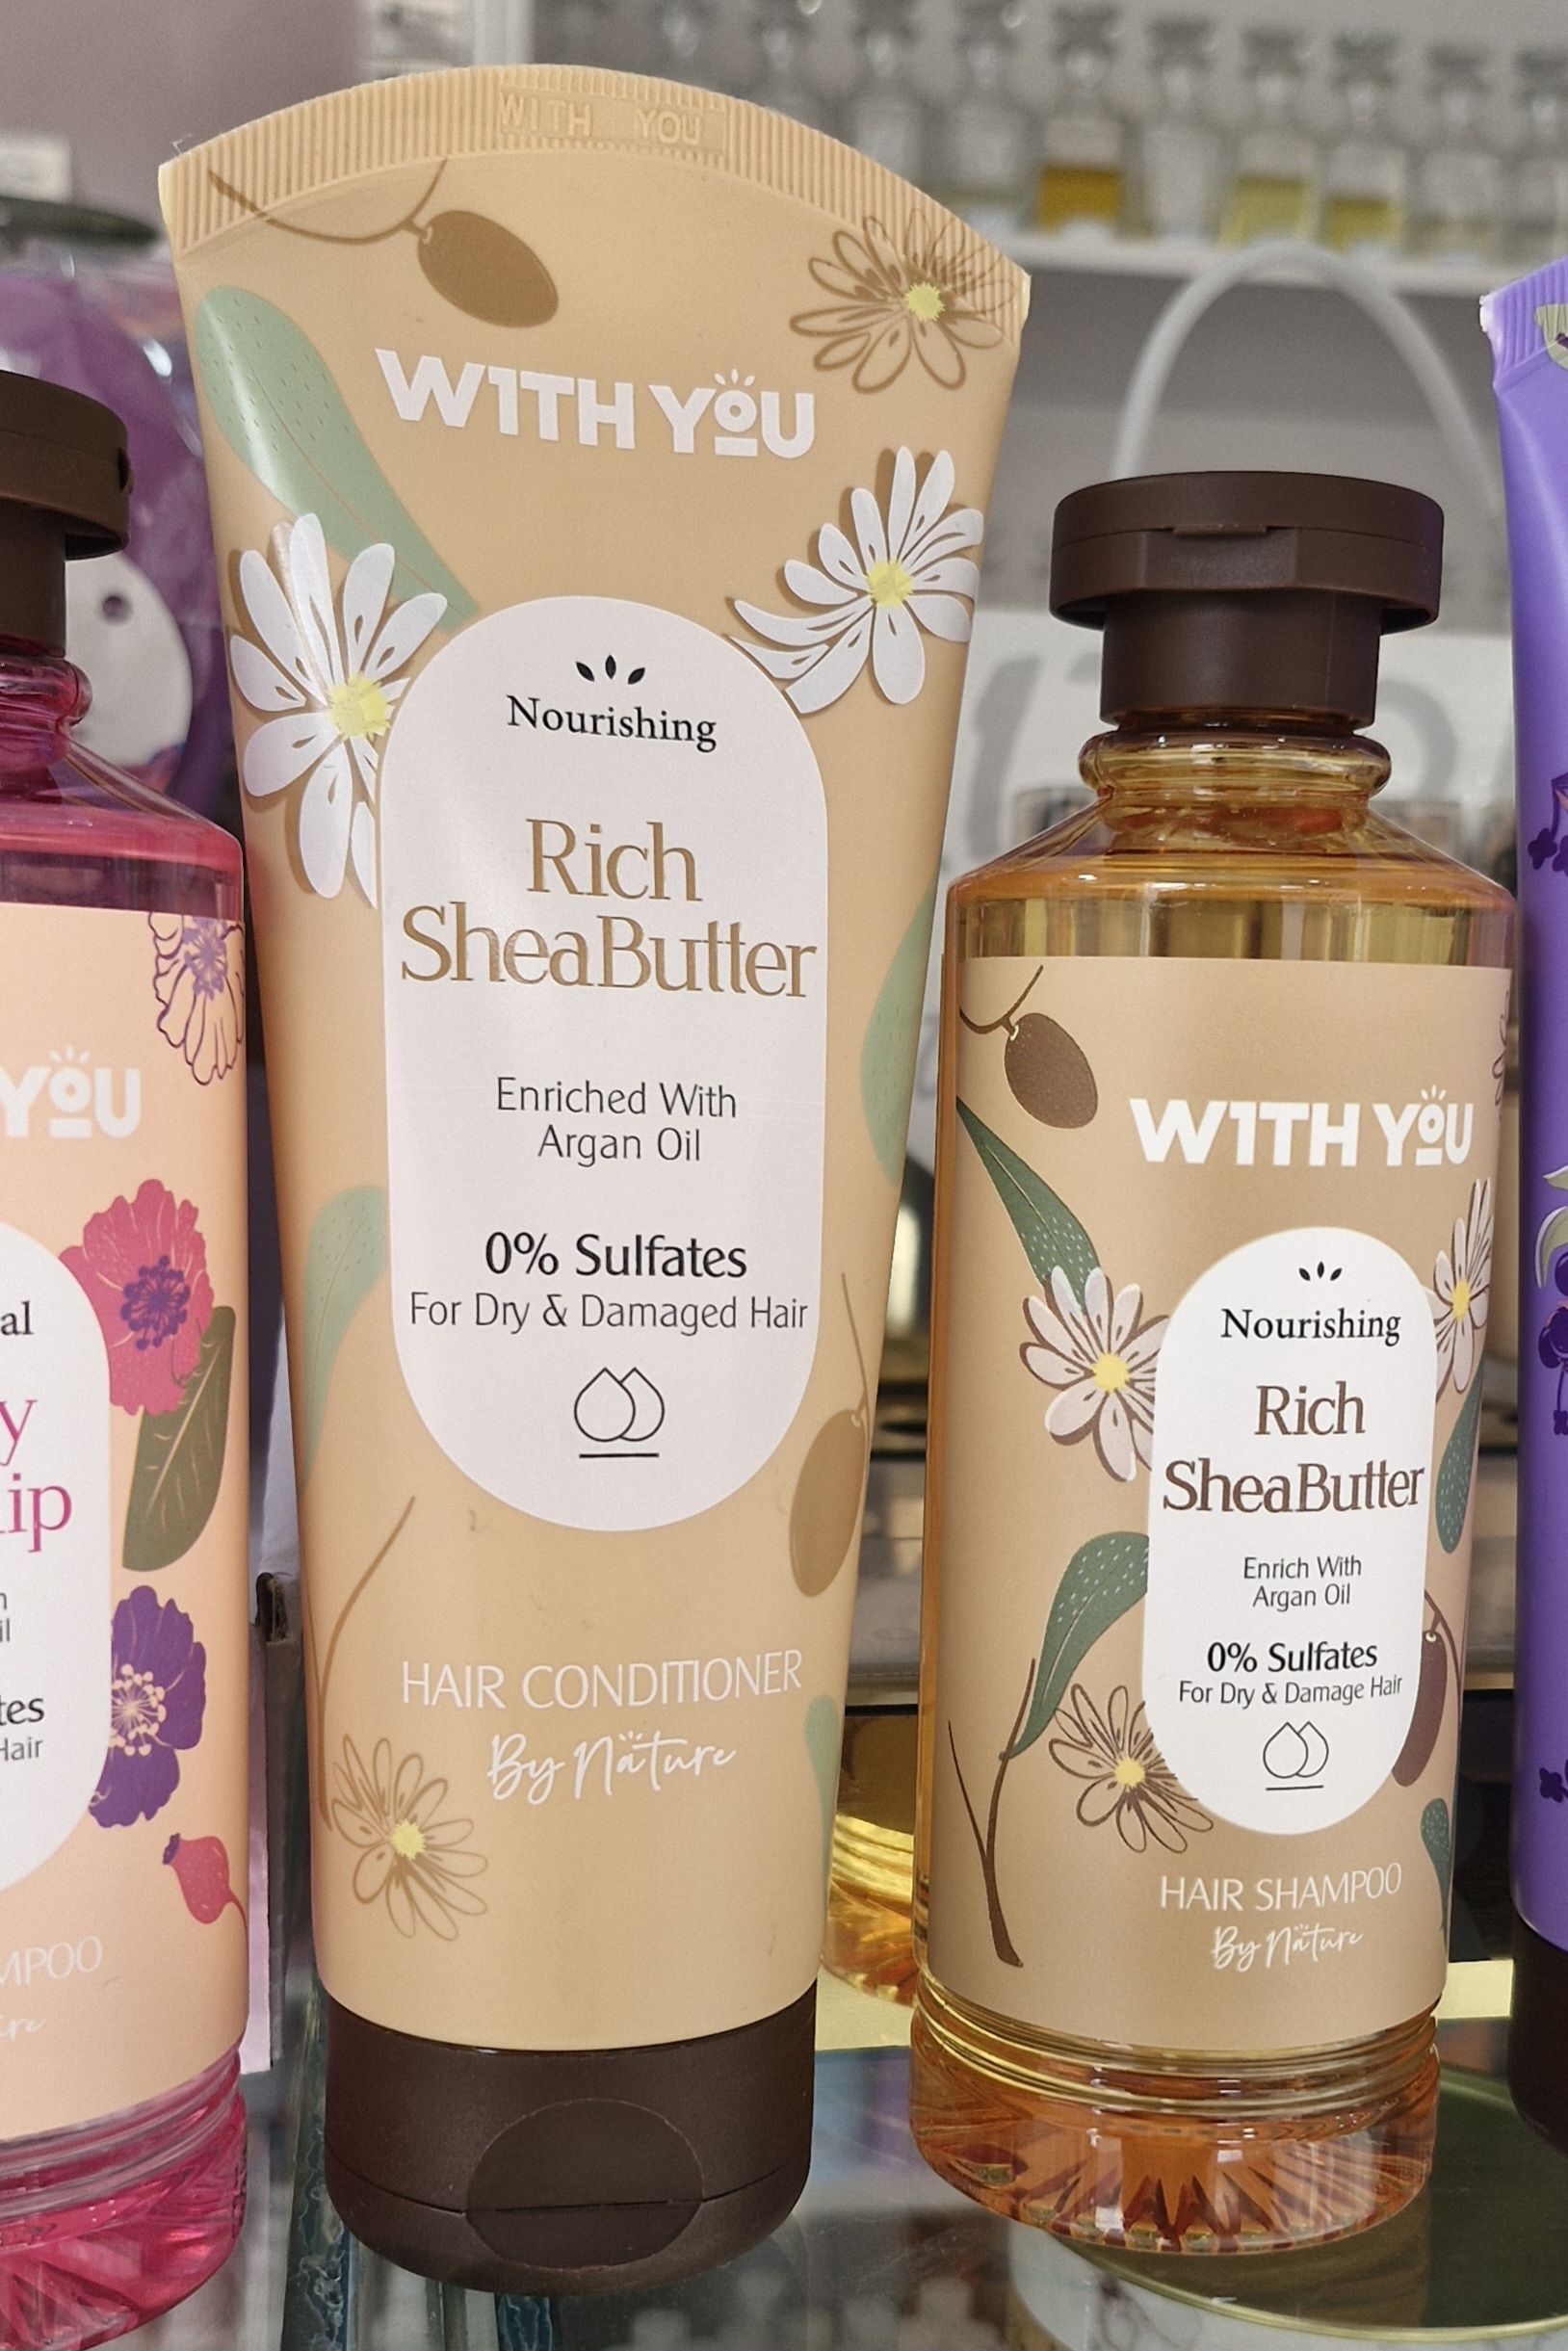 WITH YOU
WITH YOU
Nourishing
Rich
SheaButter
Enriched With
Argan Oil
0% Sulfates
For Dry & Damaged Hair
HAIR CONDITIONER
By Nature
WITH YOU
Nourishing
Rich
SheaButter
Enrich With
Argan Oil
0% Sulfates
For Dry & Damage Hair
HAIR SHAMPOO
By Nature
YOU
Hair